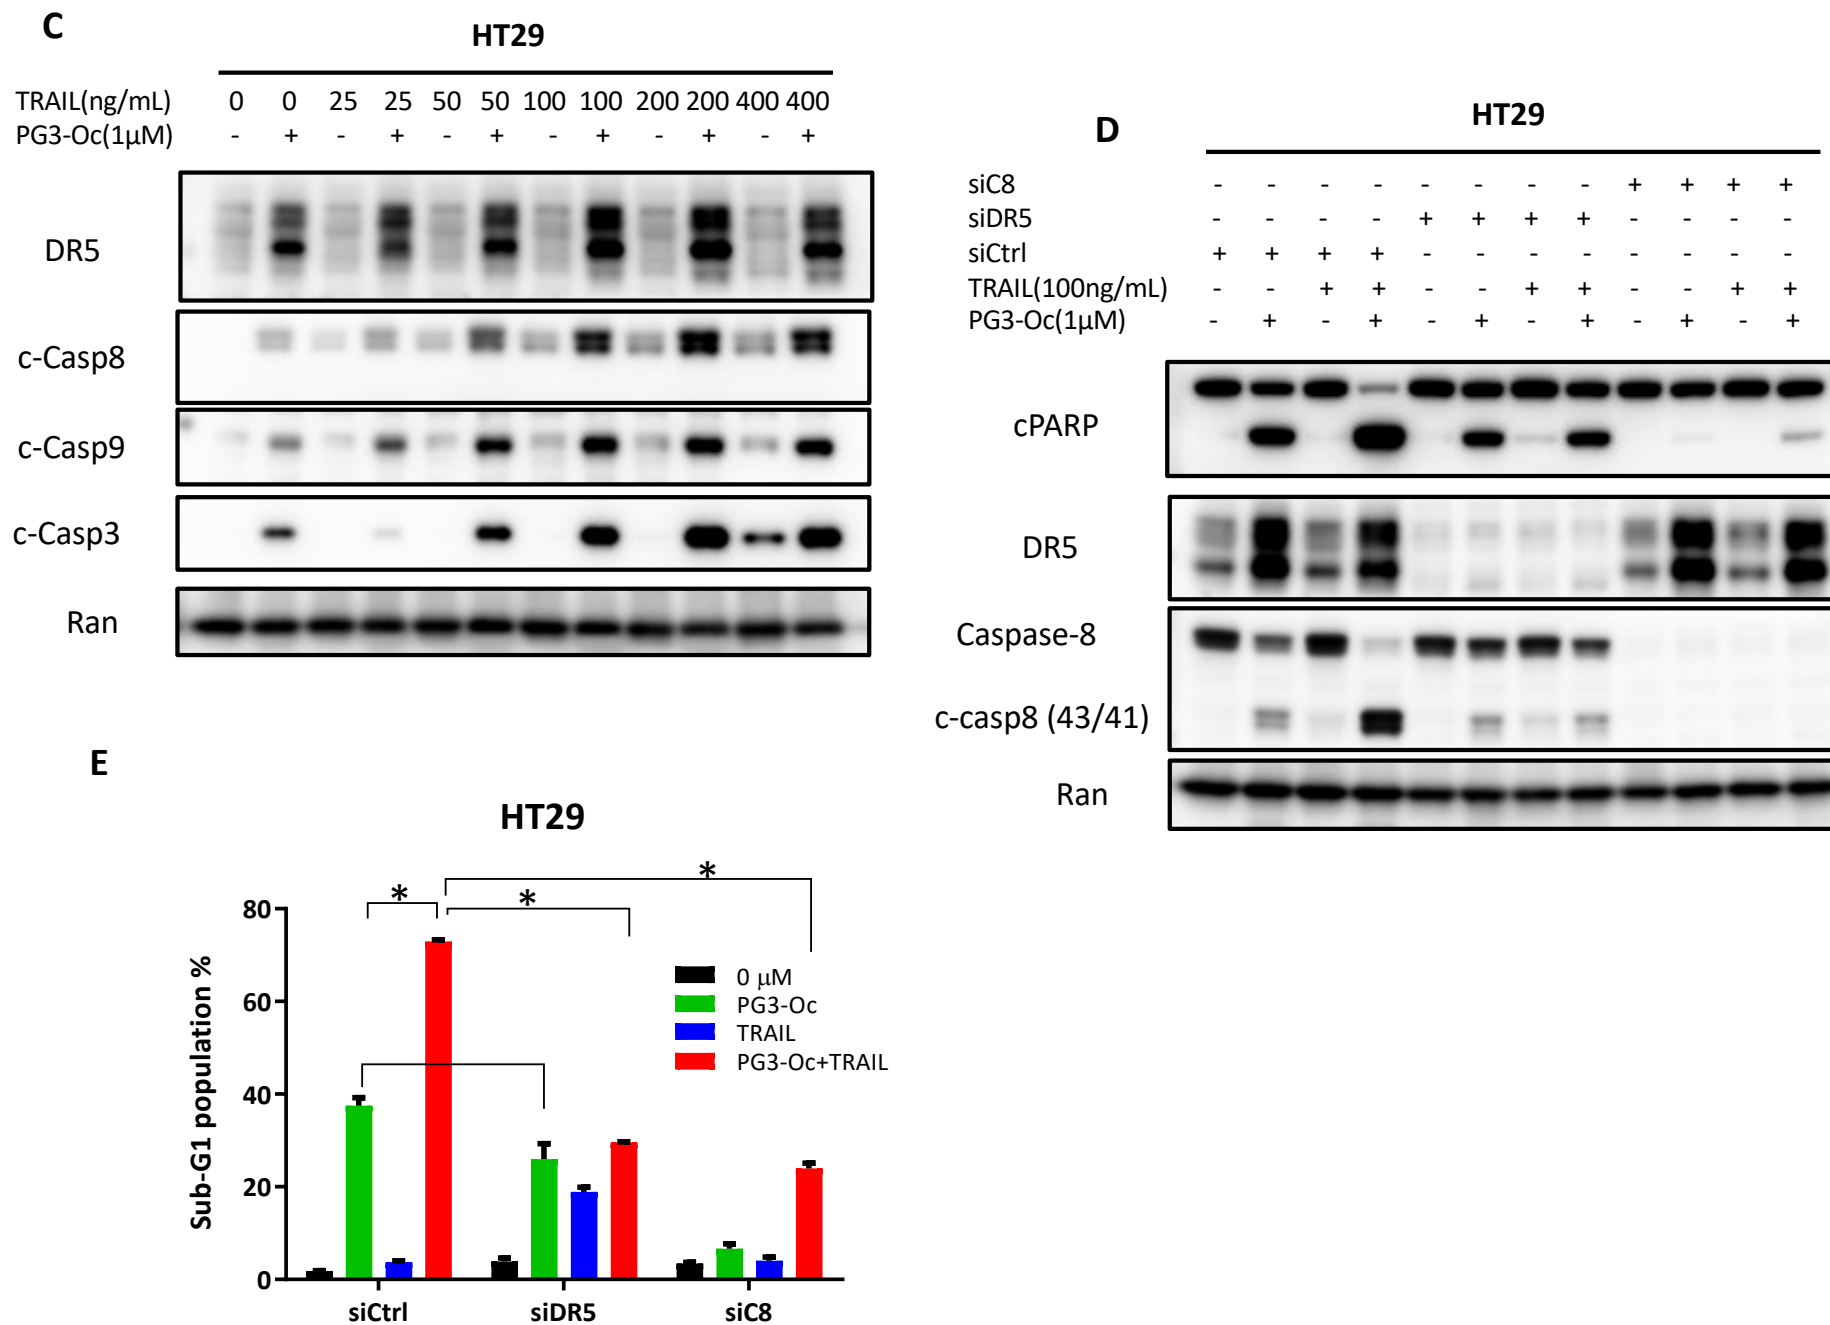 C
HT29
TRAIL(ng/mL) 0 0 25 25 50 50 100 100 200 200 400 400
PG3-Oc(1µM) - + - + - + - + - + - +
DR5
c-Casp8
c-Casp9
c-Casp3
Ran
D
HT29
siC8 - - - - - - - - + + + +
siDR5 - - - - + + + + - - - -
siCtrl + + + + - - - - - - - -
TRAIL(100ng/mL) - - + + - - + + - - + +
PG3-Oc(1µM) - + - + - + - + - + - +
cPARP
DR5
Caspase-8
c-casp8 (43/41)
Ran
E
HT29
* * *
Sub-G1 population %
80
60
40
20
0
0 µM
PG3-Oc
TRAIL
PG3-Oc+TRAIL
siCtrl siDR5 siC8